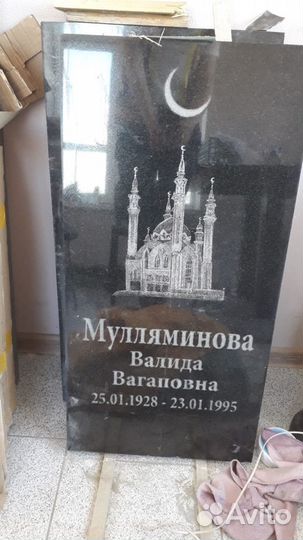 Мулляминова
Валида
Вагаповна
25.01.1928 - 23.01.1995
Avito